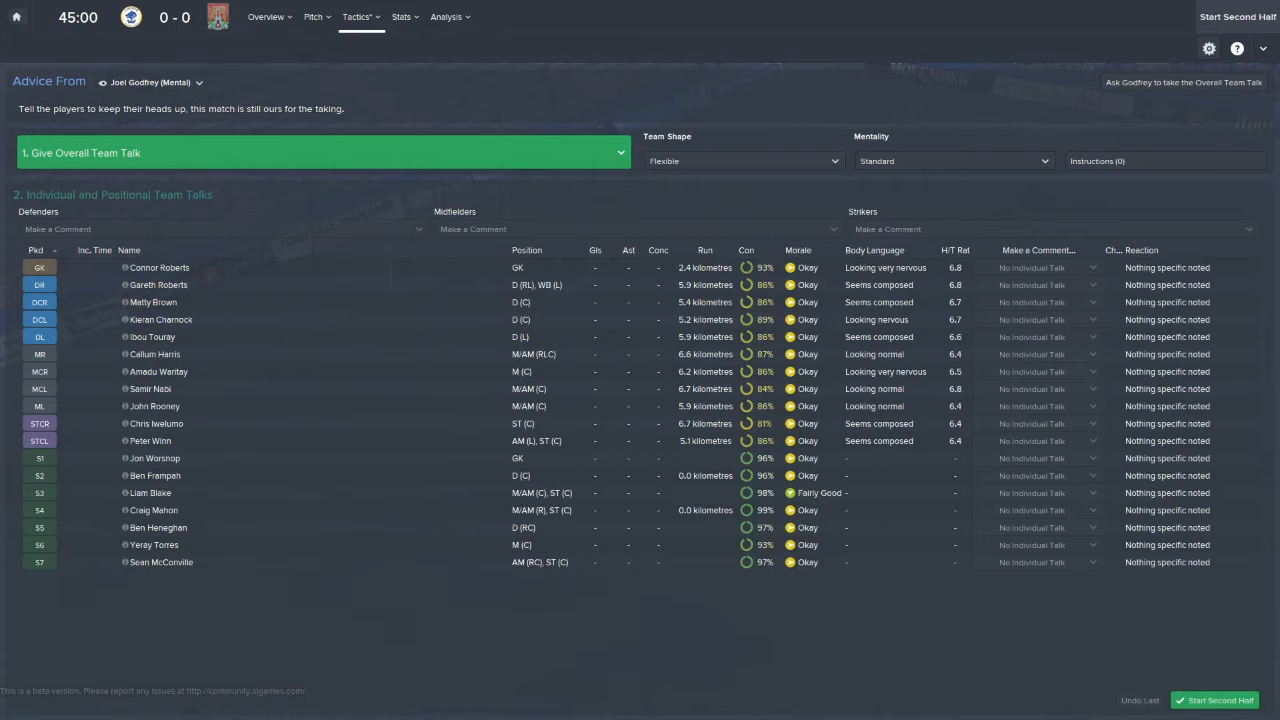 45:00 0 - 0 Overview Pitch Tactics* Stats Analysis Start Second Half
Advice From Joel Godfrey (Mental) Ask Godfrey to take the Overall Team Talk
Tell the players to keep their heads up, this match is still ours for the taking.
1. Give Overall Team Talk
Team Shape Mentality
Flexible Standard Instructions (0)
2. Individual and Positional Team Talks
Defenders Midfielders Strikers
Make a Comment Make a Comment Make a Comment
Pkd Inc. Time Name Position Gls Ast Conc Run Con Morale Body Language H/T Rat Make a Comment... Ch... Reaction
GK Connor Roberts GK - - - 2.4 kilometres 93% Okay Looking very nervous 6.8 No Individual Talk Nothing specific noted
DR Gareth Roberts D (RL), WB (L) - - - 5.9 kilometres 86% Okay Seems composed 6.8 No Individual Talk Nothing specific noted
DCR Matty Brown D (C) - - - 5.4 kilometres 86% Okay Seems composed 6.7 No Individual Talk Nothing specific noted
DCL Kieran Charnock D (C) - - - 5.2 kilometres 89% Okay Looking nervous 6.7 No Individual Talk Nothing specific noted
DL Ibou Touray D (L) - - - 5.9 kilometres 86% Okay Seems composed 6.6 No Individual Talk Nothing specific noted
MR Callum Harris M/AM (RLC) - - - 6.6 kilometres 87% Okay Looking normal 6.4 No Individual Talk Nothing specific noted
MCR Amadu Waritay M (C) - - - 6.2 kilometres 86% Okay Looking very nervous 6.5 No Individual Talk Nothing specific noted
MCL Samir Nabi M/AM (C) - - - 6.7 kilometres 84% Okay Looking normal 6.8 No Individual Talk Nothing specific noted
ML John Rooney M/AM (C) - - - 5.9 kilometres 86% Okay Looking normal 6.4 No Individual Talk Nothing specific noted
STCR Chris Iwelumo ST (C) - - - 6.7 kilometres 81% Okay Seems composed 6.4 No Individual Talk Nothing specific noted
STCL Peter Winn AM (L), ST (C) - - - 5.1 kilometres 86% Okay Seems composed 6.4 No Individual Talk Nothing specific noted
S1 Jon Worsnop GK - - - 96% Okay - - No Individual Talk Nothing specific noted
S2 Ben Frampah D (C) - - - 0.0 kilometres 96% Okay - - No Individual Talk Nothing specific noted
S3 Liam Blake M/AM (C), ST (C) - - - 98% Fairly Good - - No Individual Talk Nothing specific noted
S4 Craig Mahon M/AM (R), ST (C) - - - 0.0 kilometres 99% Okay - - No Individual Talk Nothing specific noted
S5 Ben Heneghan D (RC) - - - 97% Okay - - No Individual Talk Nothing specific noted
S6 Yeray Torres M (C) - - - 93% Okay - - No Individual Talk Nothing specific noted
S7 Sean McConville AM (RC), ST (C) - - - 97% Okay - - No Individual Talk Nothing specific noted
This is a beta version. Please report any issues at http://community.sigames.com/
Undo Last Start Second Half